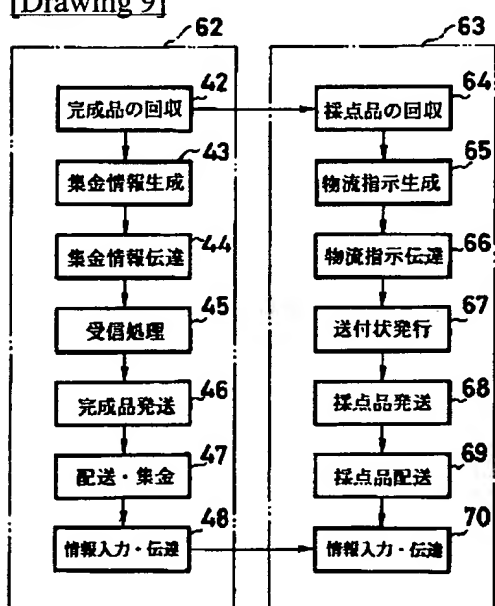 [Drawing 9]
62
63
42
完成品の回収
43
集金情報生成
44
集金情報伝達
45
受信処理
46
完成品発送
47
配送・集金
48
情報入力・伝達
64
採点品の回収
65
物流指示生成
66
物流指示伝達
67
送付状発行
68
採点品発送
69
採点品配送
70
情報入力・伝達